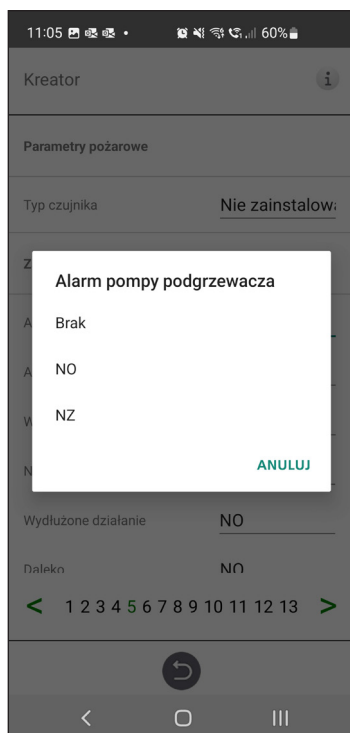 11:05 60%
Kreator i
Parametry pożarowe
Typ czujnika Nie zainstalowa
Z
Alarm pompy podgrzewacza
A Brak
A NO
W NZ
N ANULUJ
Wydłużone działanie NO
Daleko NO
< 1 2 3 4 5 6 7 8 9 10 11 12 13 >